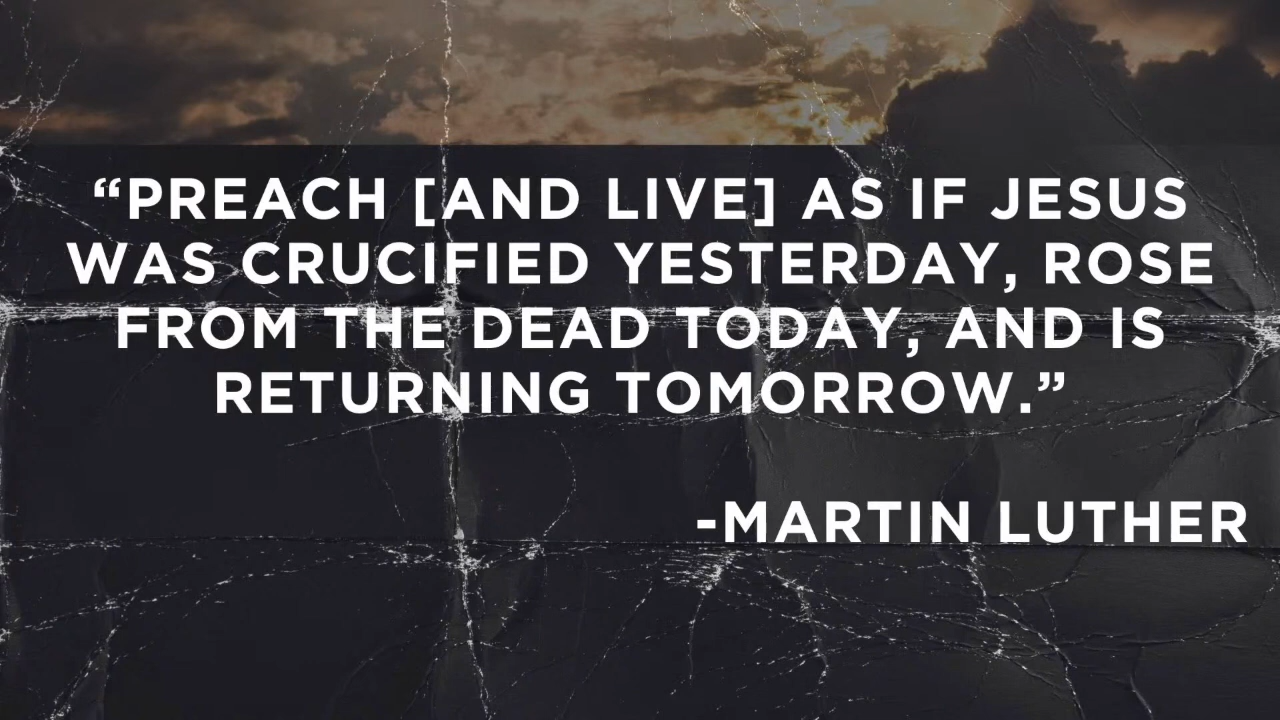 “PREACH [AND LIVE] AS IF JESUS
WAS CRUCIFIED YESTERDAY, ROSE
FROM THE DEAD TODAY, AND IS
RETURNING TOMORROW.”
-MARTIN LUTHER